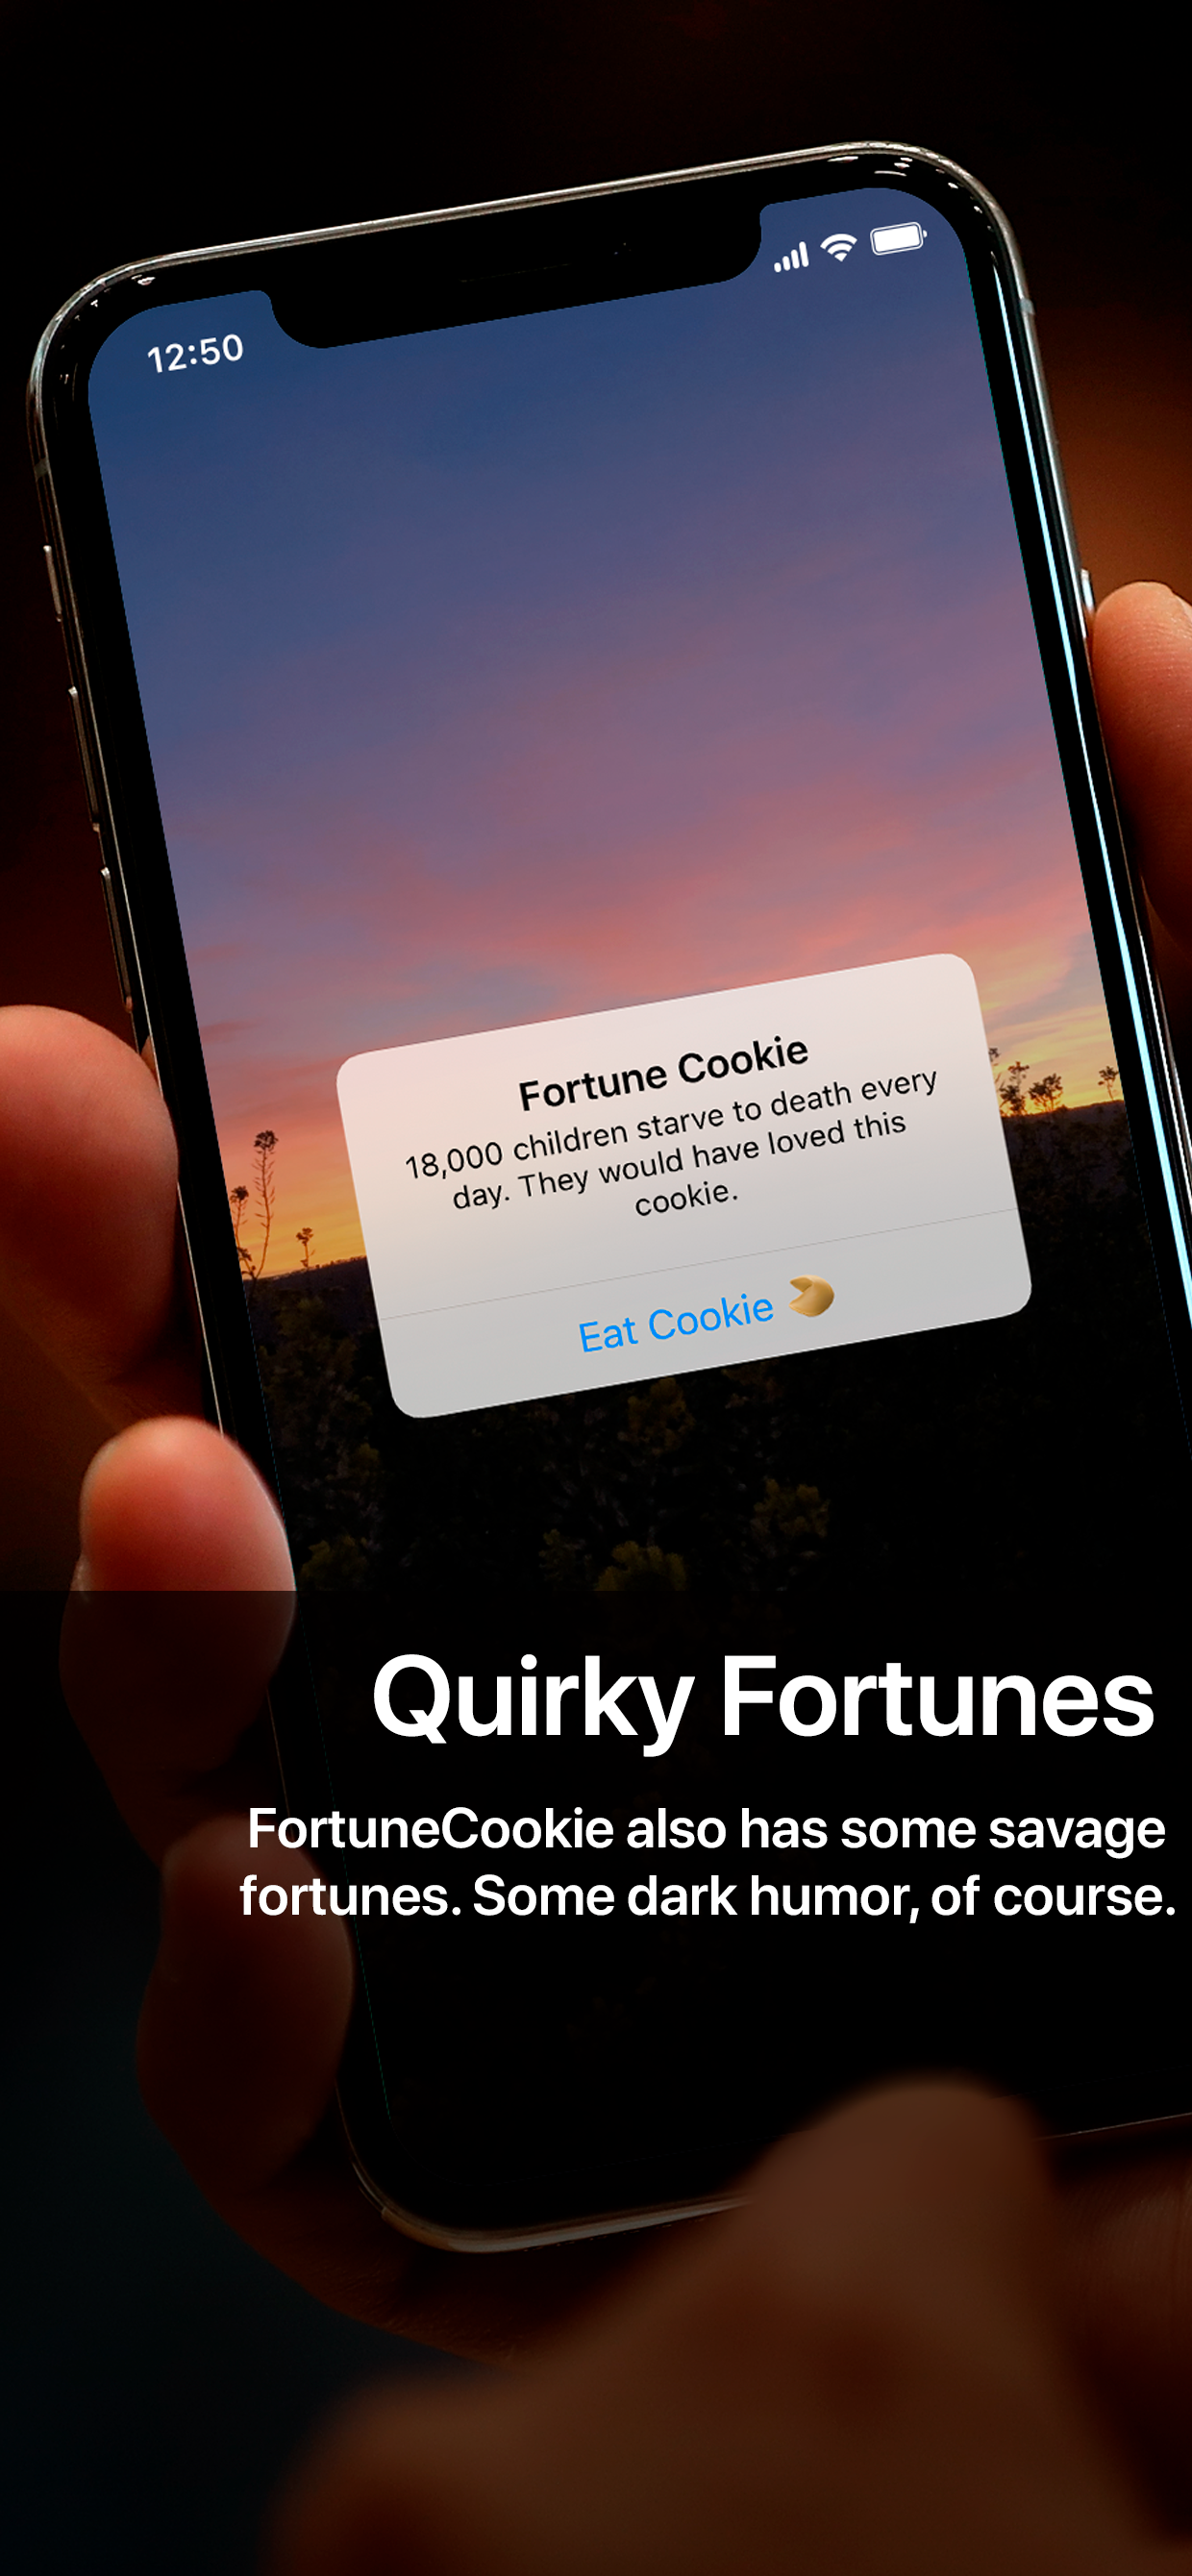 12:50
Fortune Cookie
18,000 children starve to death every
day. They would have loved this
cookie.
Eat Cookie
Quirky Fortunes
FortuneCookie also has some savage
fortunes. Some dark humor, of course.